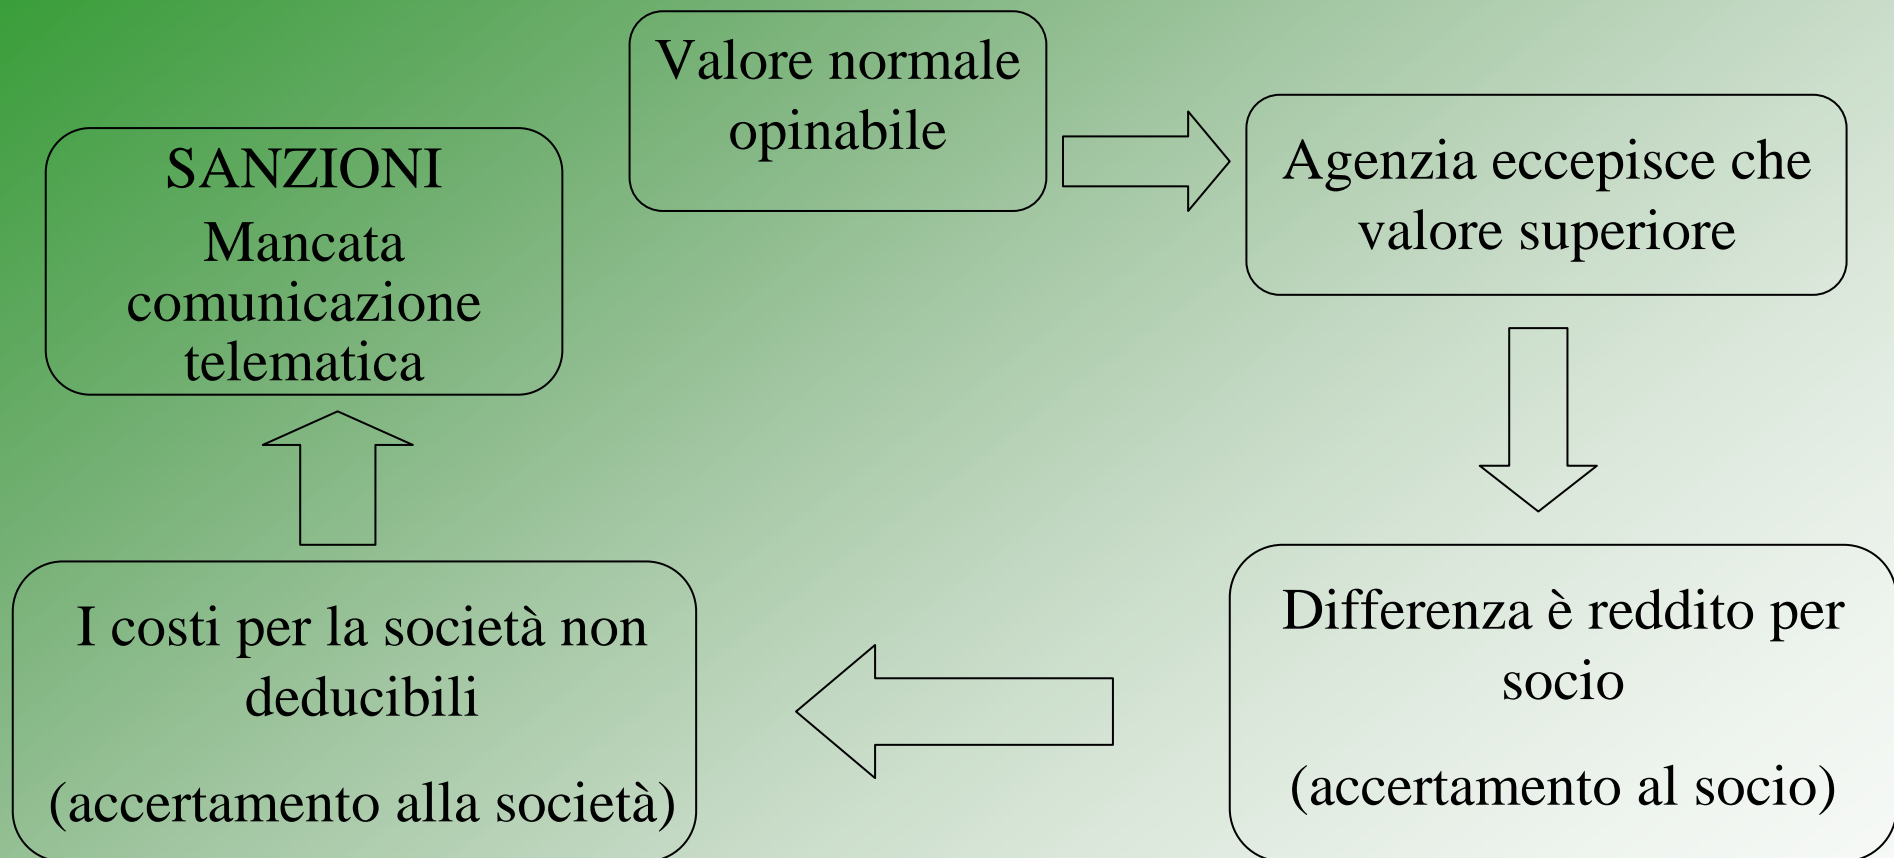 Valore normale
opinabile
Agenzia eccepisce che
valore superiore
Differenza è reddito per
socio
(accertamento al socio)
I costi per la società non
deducibili
(accertamento alla società)
SANZIONI
Mancata
comunicazione
telematica